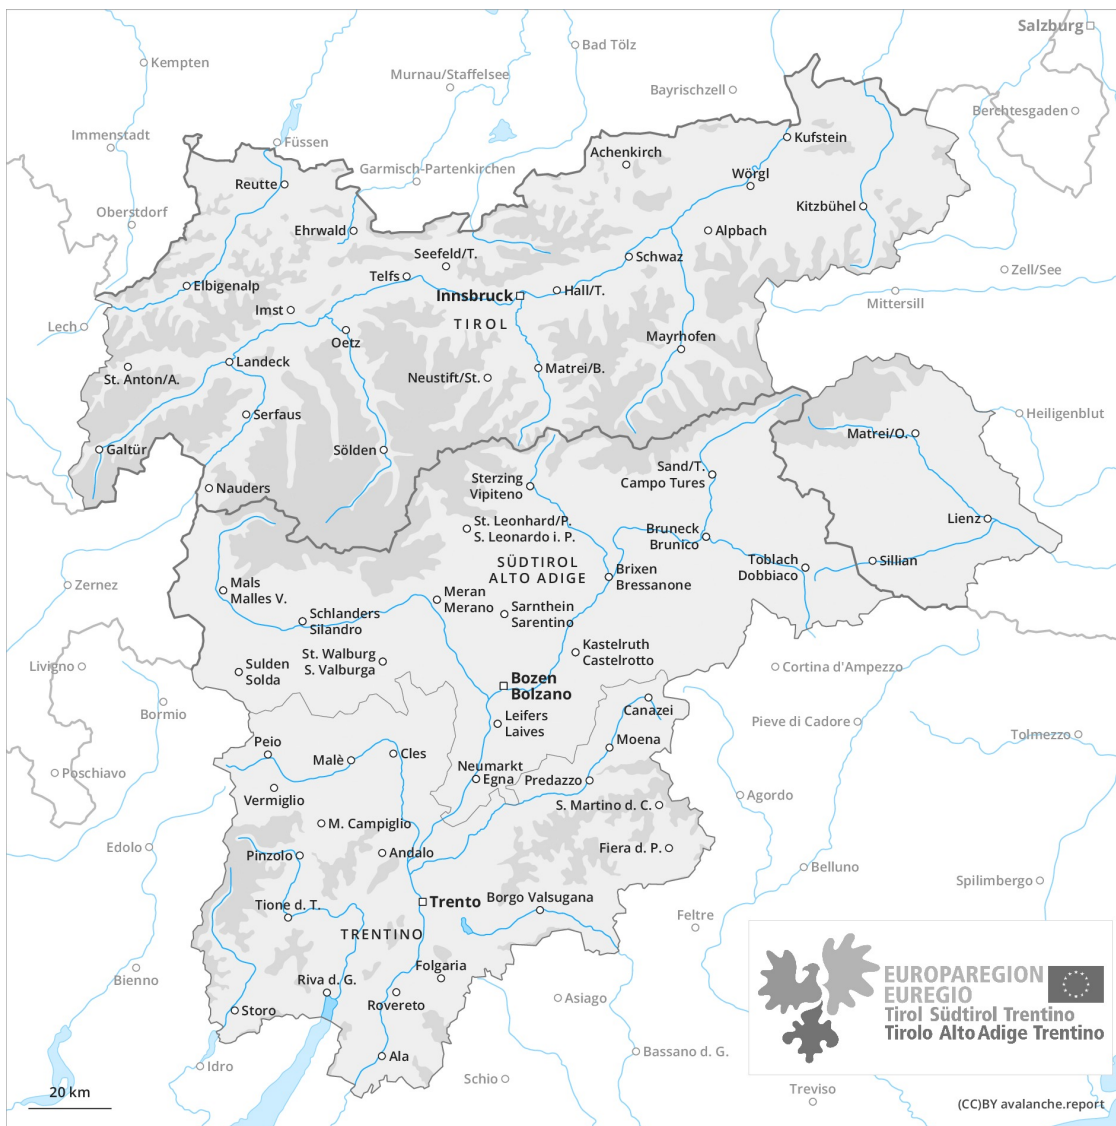 Salzburg
Kempten
Bad Tölz
Murnau/Staffelsee
Bayrischzell
Berchtesgaden
Immenstadt
Füssen
Kufstein
Achenkirch
Garmisch-Partenkirchen
Wörgl
Reutte
Oberstdorf
Kitzbühel
Ehrwald
Alpbach
Seefeld/T.
Schwaz
Zell/See
Telfs
Elbigenalp
Hall/T.
Innsbruck
Mittersill
Imst
TIROL
Lech
Oetz
Mayrhofen
Landeck
Matrei/B.
St. Anton/A.
Neustift/St.
Serfaus
Heiligenblut
Matrei/O.
Galtür
Sölden
Sand/T.
Campo Tures
Sterzing
Vipiteno
Nauders
Lienz
St. Leonhard/P.
S. Leonardo i. P.
Bruneck
Brunico
SÜDTIROL
ALTO ADIGE
Toblach
Dobbiaco
Sillian
Brixen
Bressanone
Zernez
Mals
Malles V.
Meran
Merano
Schlanders
Silandro
Sarnthein
Sarentino
Kastelruth
Castelrotto
St. Walburg
S. Valburga
Livigno
Sulden
Solda
Cortina d'Ampezzo
Bozen
Bolzano
Bormio
Canazei
Leifers
Laives
Pieve di Cadore
Tolmezzo
Peio
Moena
Cles
Malè
Neumarkt
Egna
Poschiavo
Predazzo
Vermiglio
S. Martino d. C.
Agordo
M. Campiglio
Edolo
Pinzolo
Andalo
Fiera d. P.
Belluno
Spilimbergo
Tione d. T.
Trento
Borgo Valsugana
Feltre
TRENTINO
Bienno
Folgaria
Riva d. G.
Rovereto
Asiago
Storo
EUROPAREGION
EUREGIO
Tirol Südtirol Trentino
Tirolo Alto Adige Trentino
Ala
Bassano d. G.
Idro
Schio
20 km
Treviso
(CC)BY avalanche.report